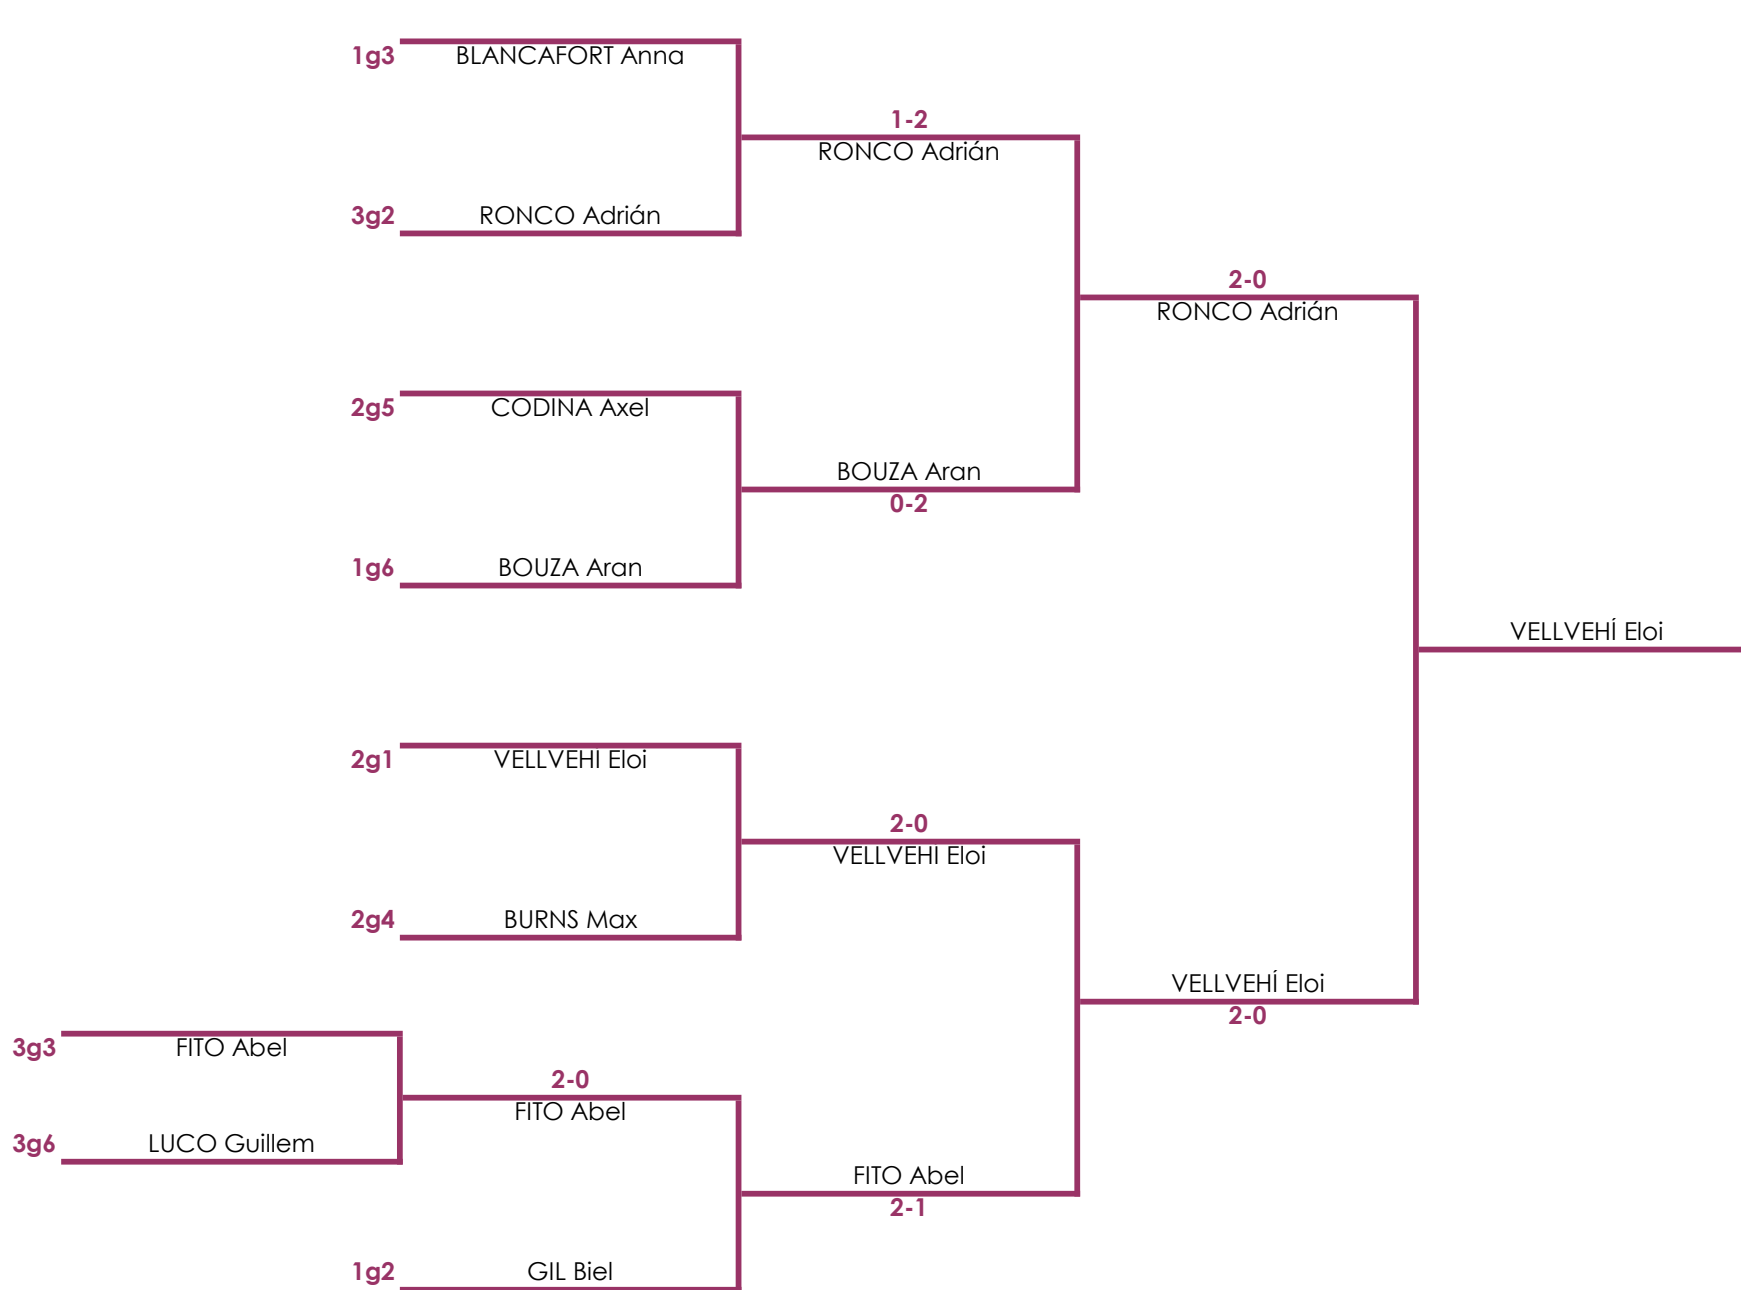 1g3 BLANCAFORT Anna
1-2
RONCO Adrián
3g2 RONCO Adrián
2-0
RONCO Adrián
2g5 CODINA Axel
BOUZA Aran
0-2
1g6 BOUZA Aran
VELLVEHÍ Eloi
2g1 VELLVEHI Eloi
2-0
VELLVEHI Eloi
2g4 BURNS Max
VELLVEHÍ Eloi
2-0
3g3 FITO Abel
2-0
FITO Abel
3g6 LUCO Guillem
FITO Abel
2-1
1g2 GIL Biel